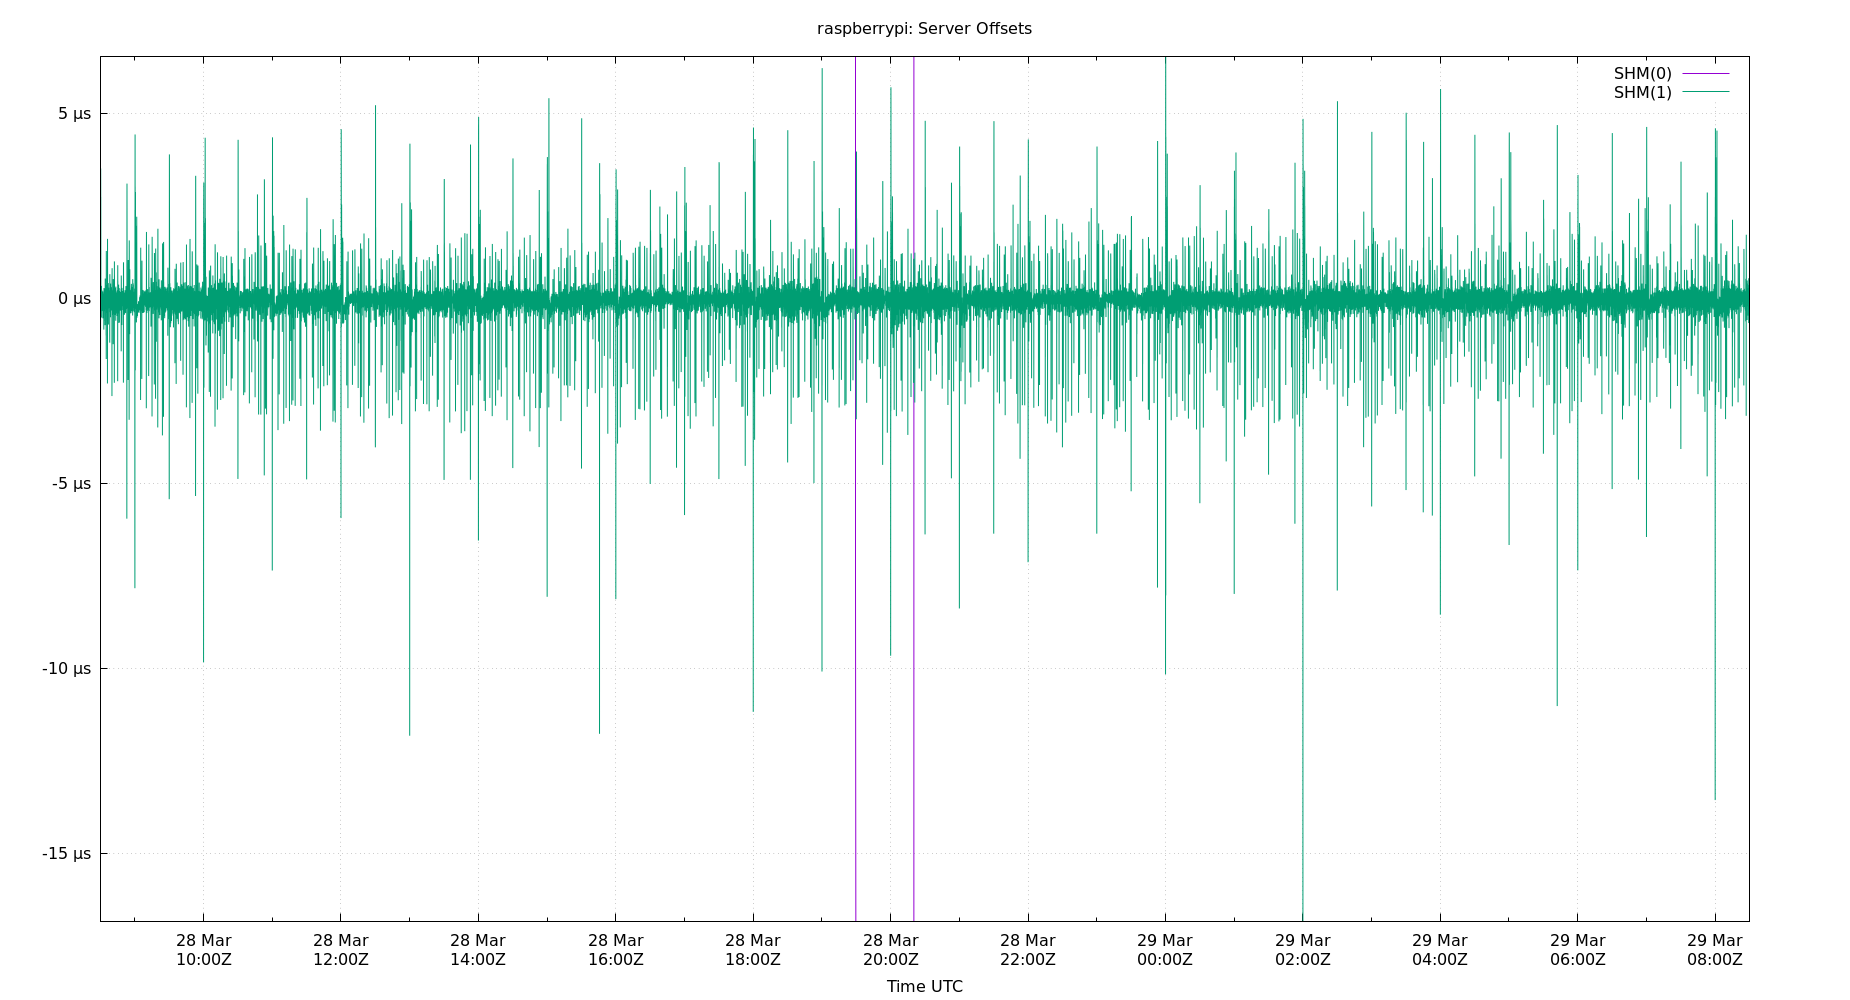 raspberrypi: Server Offsets
SHM(0)
SHM(1)
5 µs
0 µs
-5 µs
-10 µs
-15 µs
28 Mar 28 Mar 28 Mar 28 Mar 28 Mar 28 Mar 28 Mar 29 Mar 29 Mar 29 Mar 29 Mar 29 Mar
10:00Z 12:00Z 14:00Z 16:00Z 18:00Z 20:00Z 22:00Z 00:00Z 02:00Z 04:00Z 06:00Z 08:00Z
Time UTC